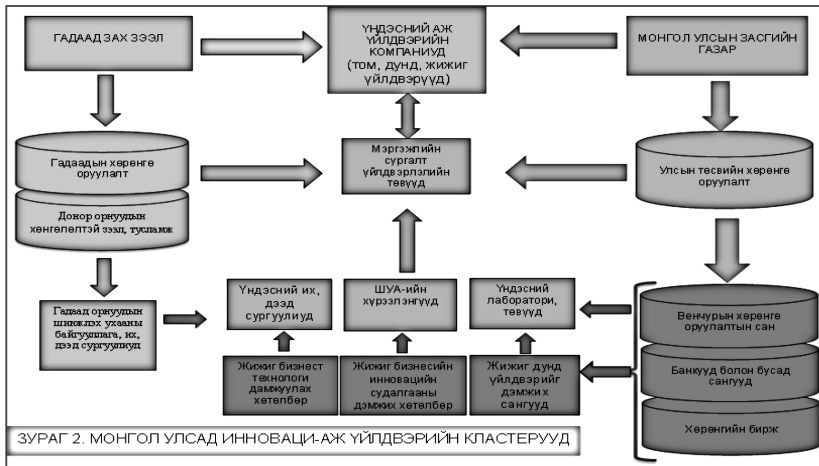 ГАДААД ЗАХ ЗЭЭЛ
ҮНДЭСНИЙ АЖ
ҮЙЛДВЭРИЙН
КОМПАНИУД
(том, дунд, жижиг
үйлдвэрүүд)
МОНГОЛ УЛСЫН ЗАСГИЙН
ГАЗАР
Гадаадын хөрөнгө
оруулалт
Донор орнуудын
хөнгөлөлттэй зээл, тусламж
Мэргэжлийн
сургалт
үйлдвэрлэлийн
төвүүд
Улсын төсвийн хөрөнгө
оруулалт
Гадаад орнуудын
шинжлэх ухааны
байгууллага, их,
дээд сургуулиуд
Үндэсний их,
дээд
сургуулиуд
ШУА-ийн
хүрээлэнгүүд
Үндэсний
лаборатори,
төвүүд
Жижиг бизнест
технологи
дамжуулах
хөтөлбөр
Жижиг бизнесийн
инновацийн
судалгааны
дэмжих хөтөлбөр
Жижиг дунд
үйлдвэрийг
дэмжих
сангууд
Венчурын хөрөнгө
оруулалтын сан
Банкууд болон бусад
сангууд
Хөрөнгийн бирж
ЗУРАГ 2. МОНГОЛ УЛСАД ИННОВАЦИ-АЖ ҮЙЛДВЭРИЙН КЛАСТЕРУУД